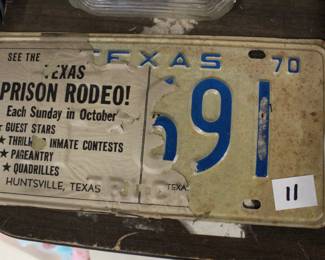 SEE THE
TEXAS
PRISON RODEO!
Each Sunday in October
★ GUEST STARS
★ INMATE CONTESTS
★ PAGEANTRY
★ QUADRILLES
HUNTSVILLE, TEXAS
TEXAS 70
691
TEXA
11